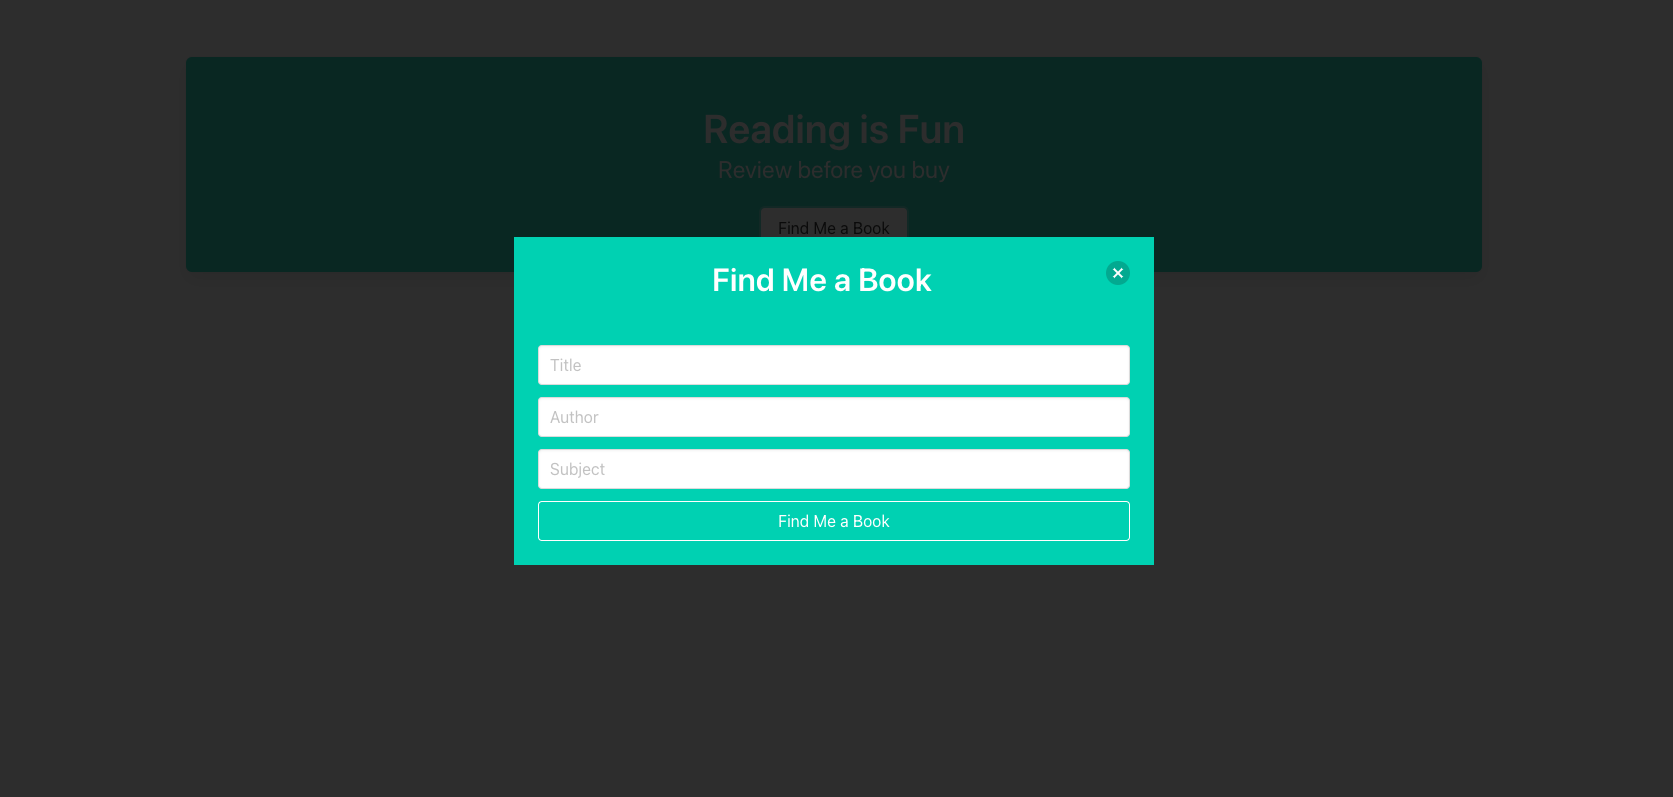 Reading is Fun
Review before you buy
Find Me a Book
Find Me a Book
Title
Author
Subject
Find Me a Book